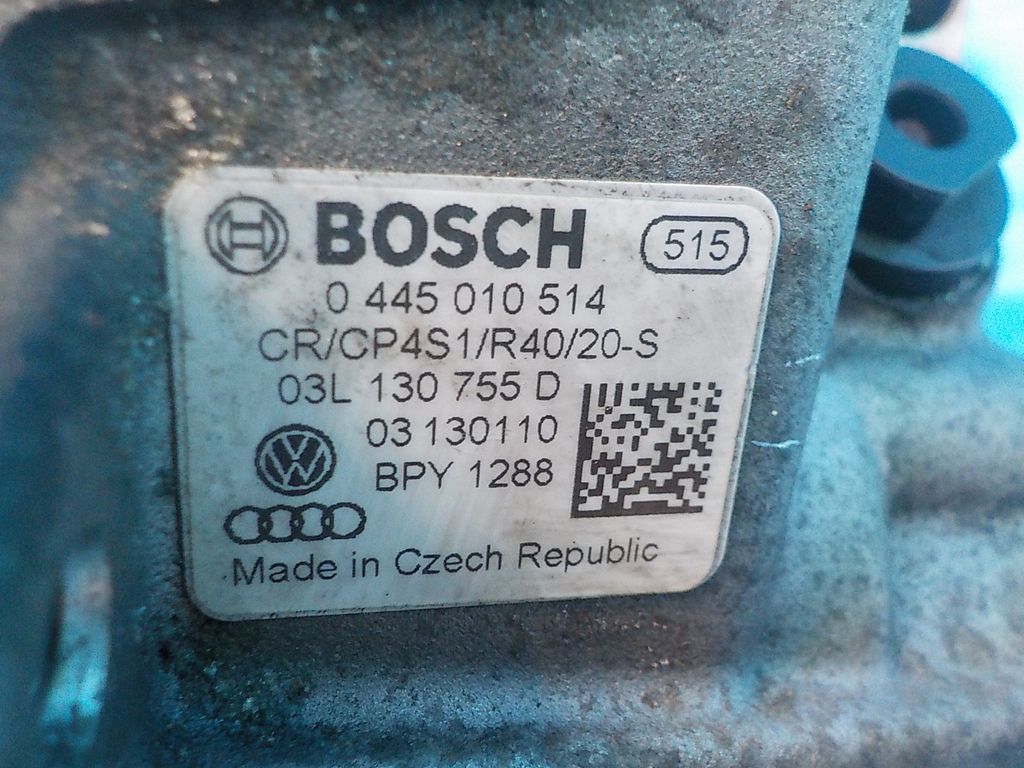 BOSCH 515
0 445 010 514
CR/CP4S1/R40/20-S
03L 130 755 D
03 130110
BPY 1288
Made in Czech Republic